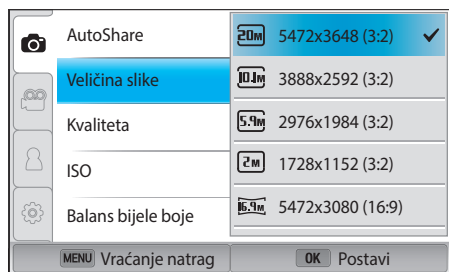 AutoShare
Veličina slike
Kvaliteta
ISO
Balans bijele boje
20M 5472x3648 (3:2)
10.1M 3888x2592 (3:2)
5.9M 2976x1984 (3:2)
2M 1728x1152 (3:2)
16.9M 5472x3080 (16:9)
MENU Vraćanje natrag
OK Postavi